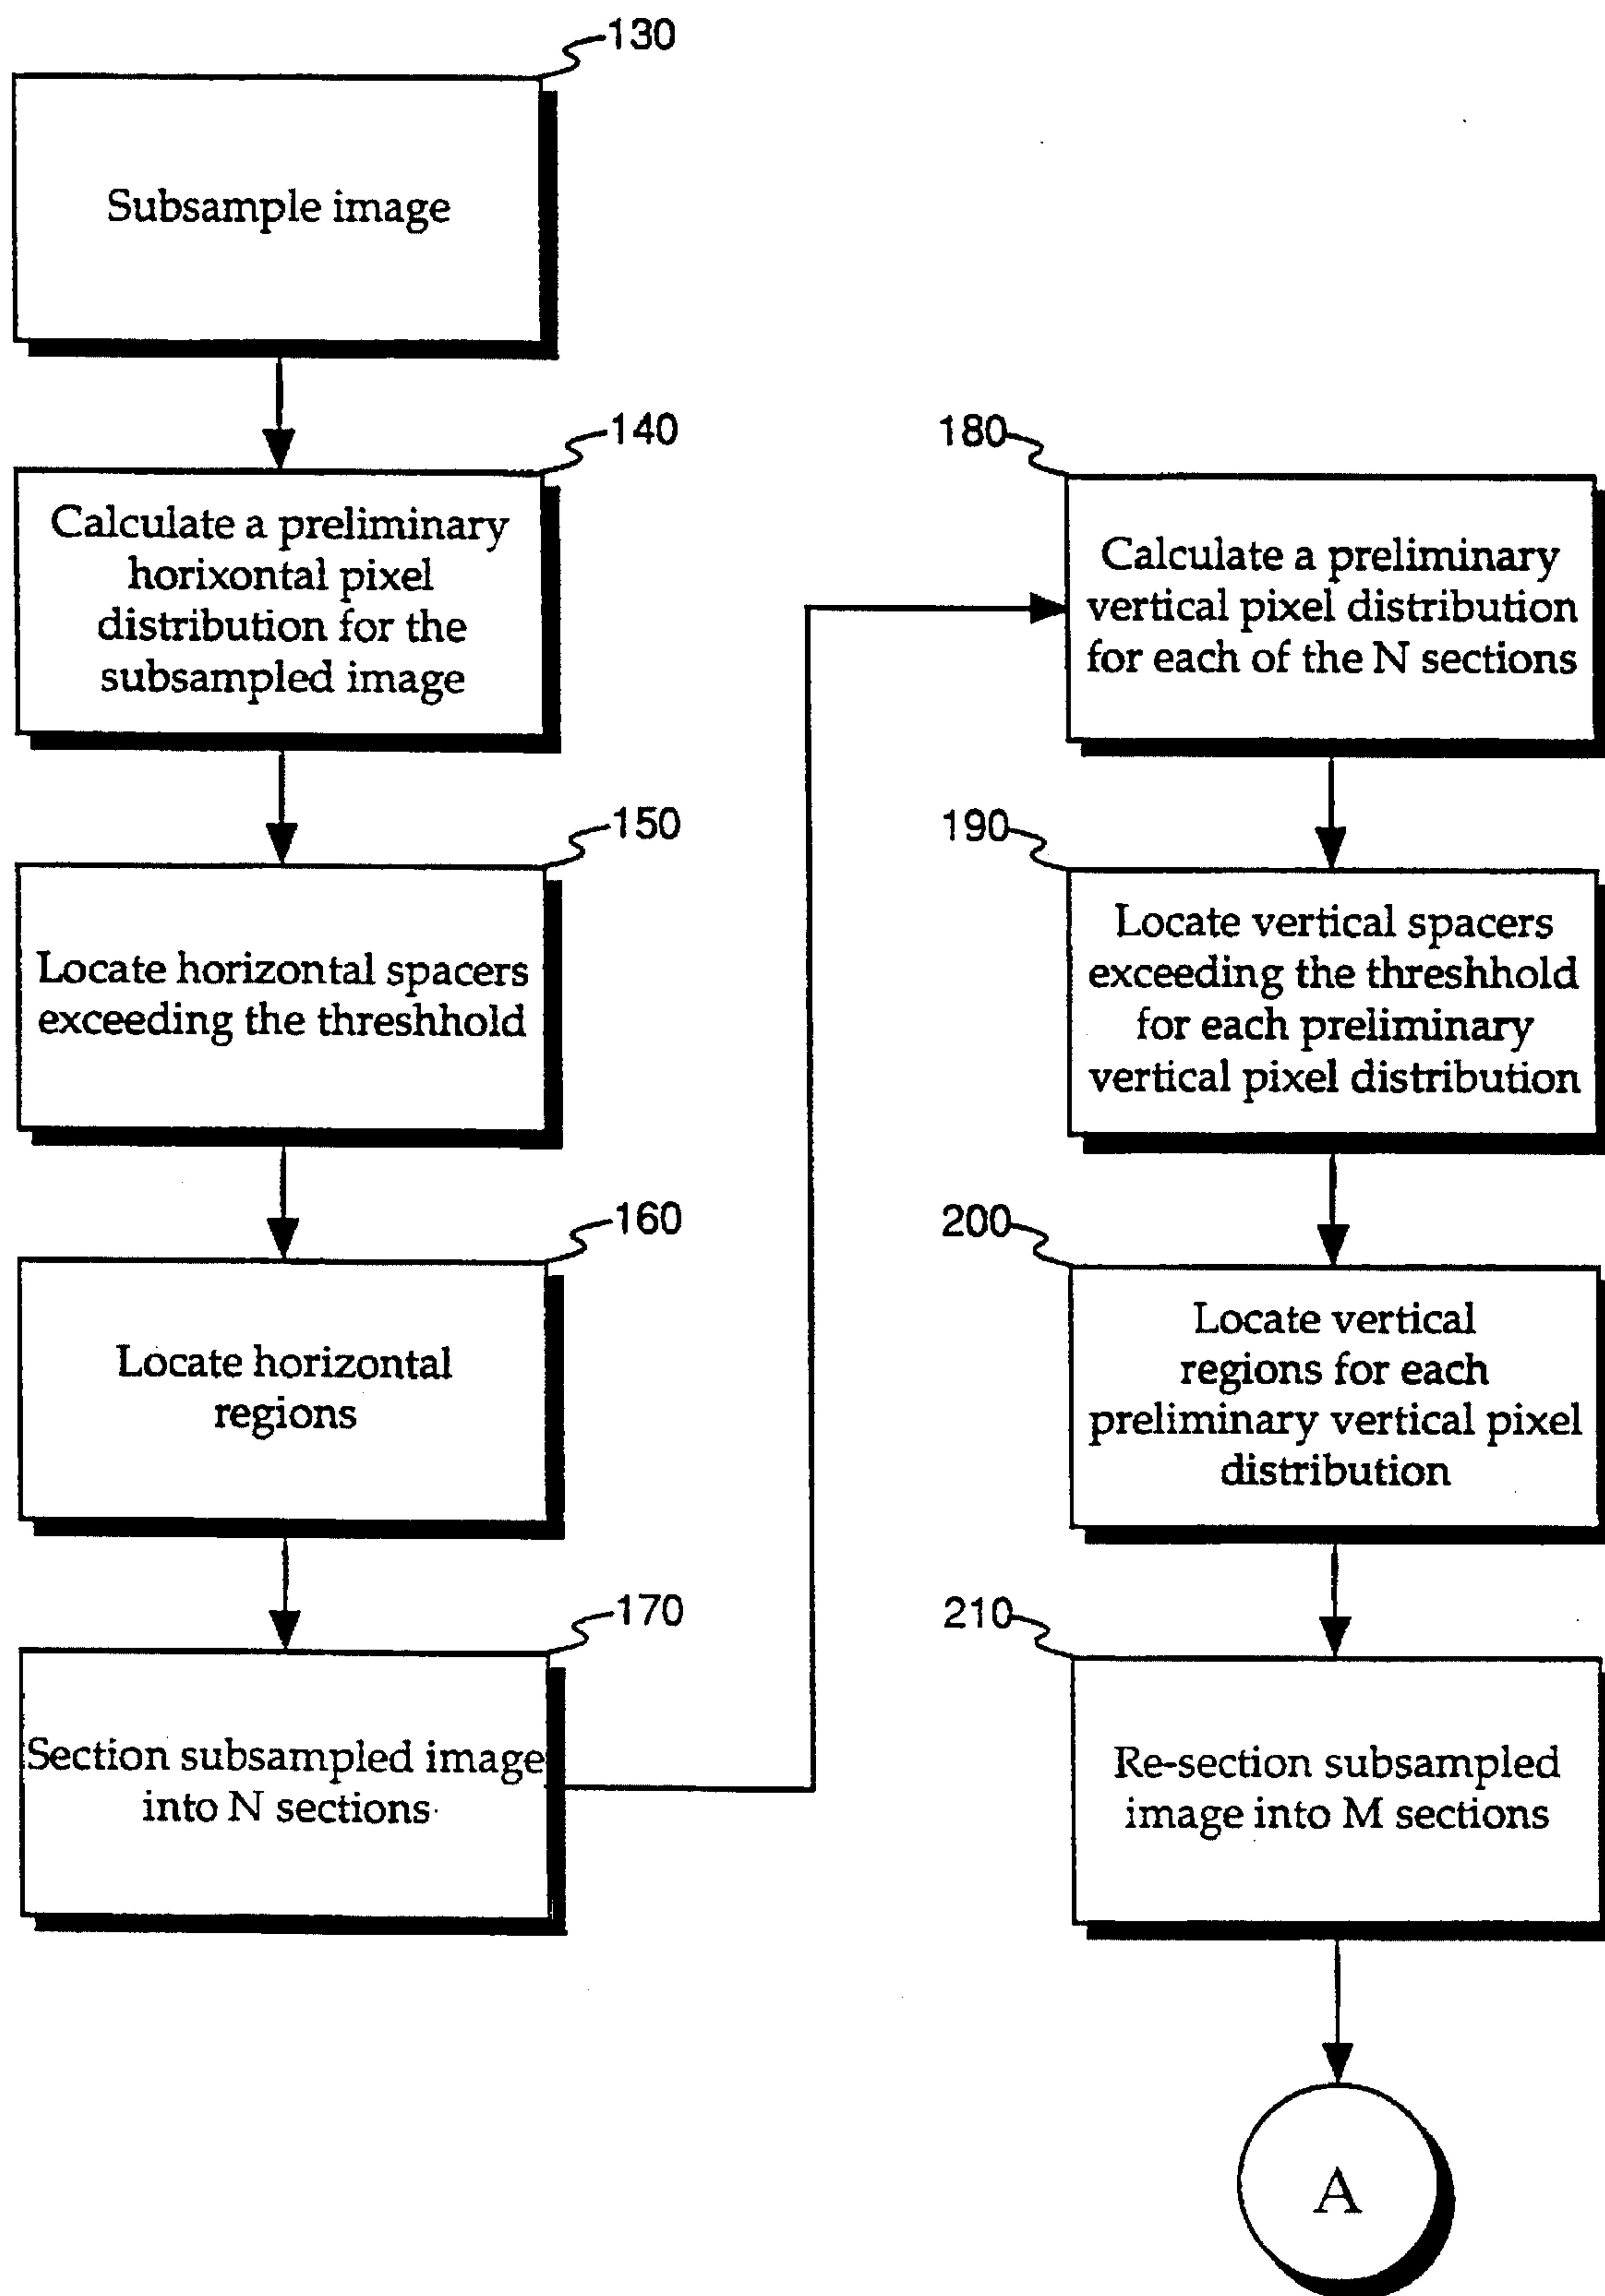 130
Subsample image
140
Calculate a preliminary
horixontal pixel
distribution for the
subsampled image
150
Locate horizontal spacers
exceeding the threshhold
160
Locate horizontal
regions
170
Section subsampled image
into N sections
180
Calculate a preliminary
vertical pixel distribution
for each of the N sections
190
Locate vertical spacers
exceeding the threshhold
for each preliminary
vertical pixel distribution
200
Locate vertical
regions for each
preliminary vertical pixel
distribution
210
Re-section subsampled
image into M sections
A